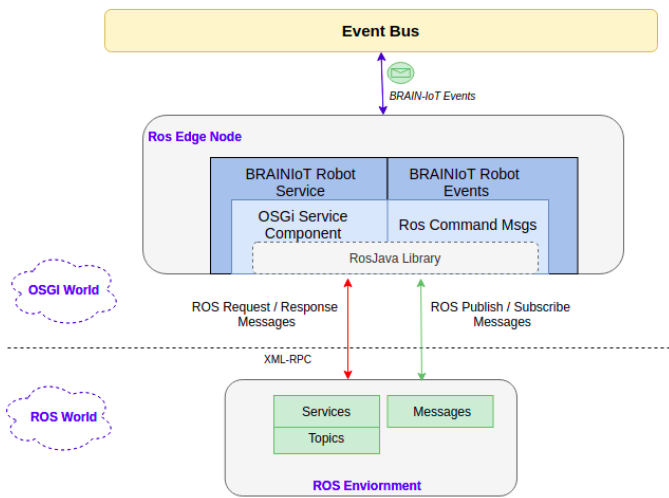 Event Bus
BRAIN-IoT Events
Ros Edge Node
BRAINIoT Robot
Service
BRAINIoT Robot
Events
OSGi Service
Component
Ros Command Msgs
RosJava Library
OSGI World
ROS Request / Response
Messages
ROS Publish / Subscribe
Messages
XML-RPC
ROS World
Services
Topics
Messages
ROS Enviornment